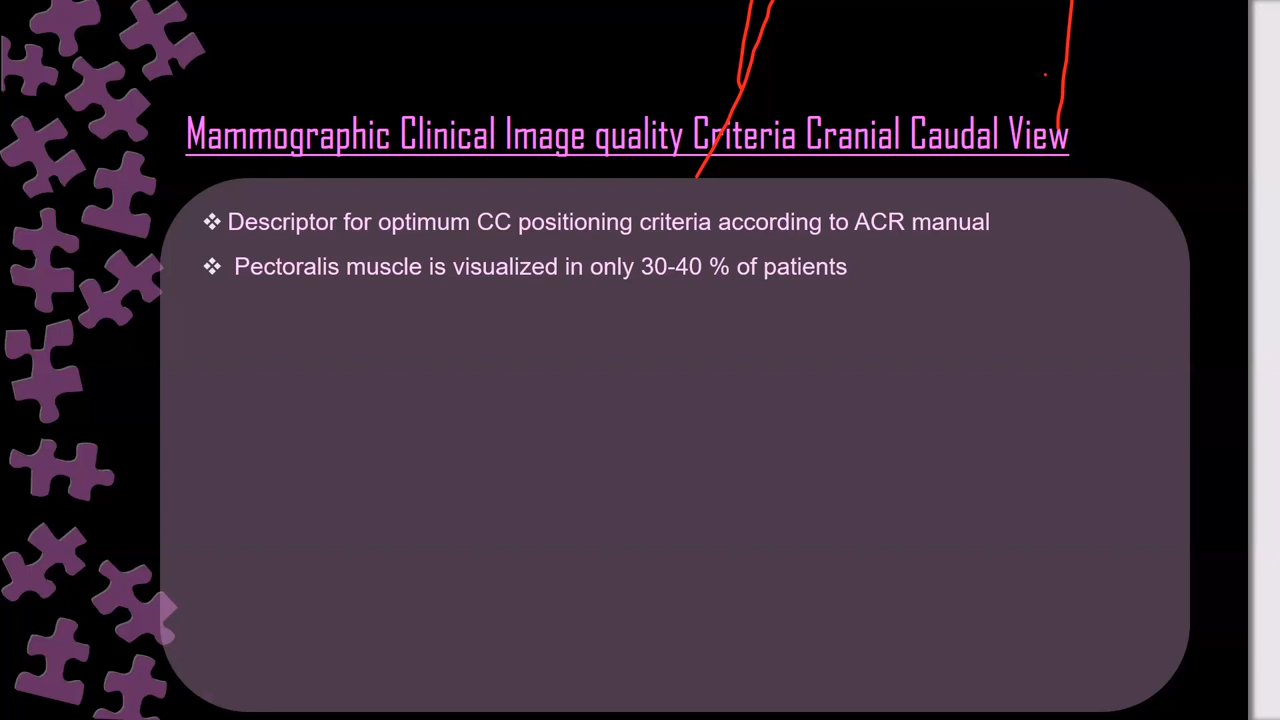 Mammographic Clinical Image quality Criteria Cranial Caudal View
❖ Descriptor for optimum CC positioning criteria according to ACR manual
❖ Pectoralis muscle is visualized in only 30-40 % of patients